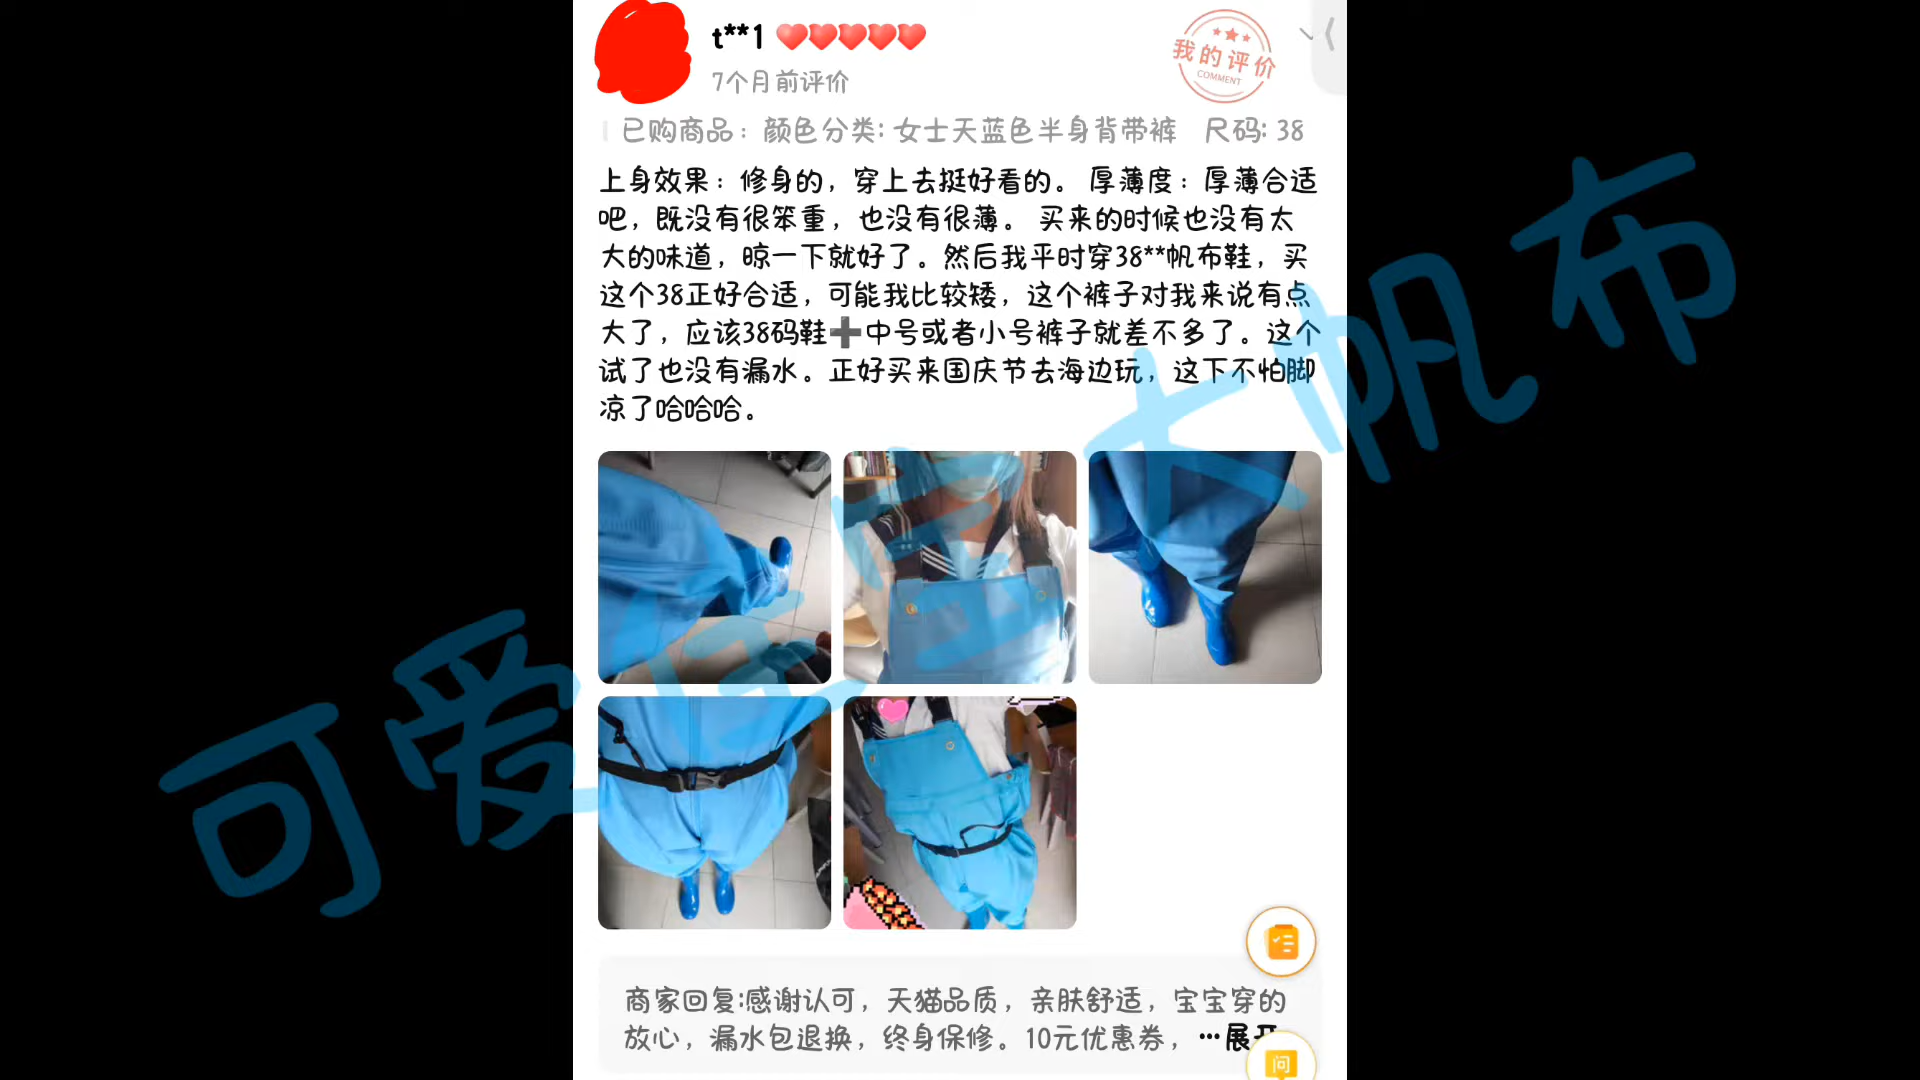 t**1
7个月前评价
我的评价
COMMENT
已购商品：颜色分类: 女士天蓝色半身背带裤 尺码: 38
上身效果：修身的，穿上去挺好看的。 厚薄度：厚薄合适
吧，既没有很笨重，也没有很薄。 买来的时候也没有太
大的味道，晾一下就好了。然后我平时穿38**帆布鞋，买
这个38正好合适，可能我比较矮，这个裤子对我来说有点
大了，应该38码鞋➕中号或者小号裤子就差不多了。这个
试了也没有漏水。正好买来国庆节去海边玩，这下不怕脚
凉了哈哈哈。
可爱
大帆布
商家回复:感谢认可，天猫品质，亲肤舒适，宝宝穿的
放心，漏水包退换，终身保修。10元优惠券，…展开
问